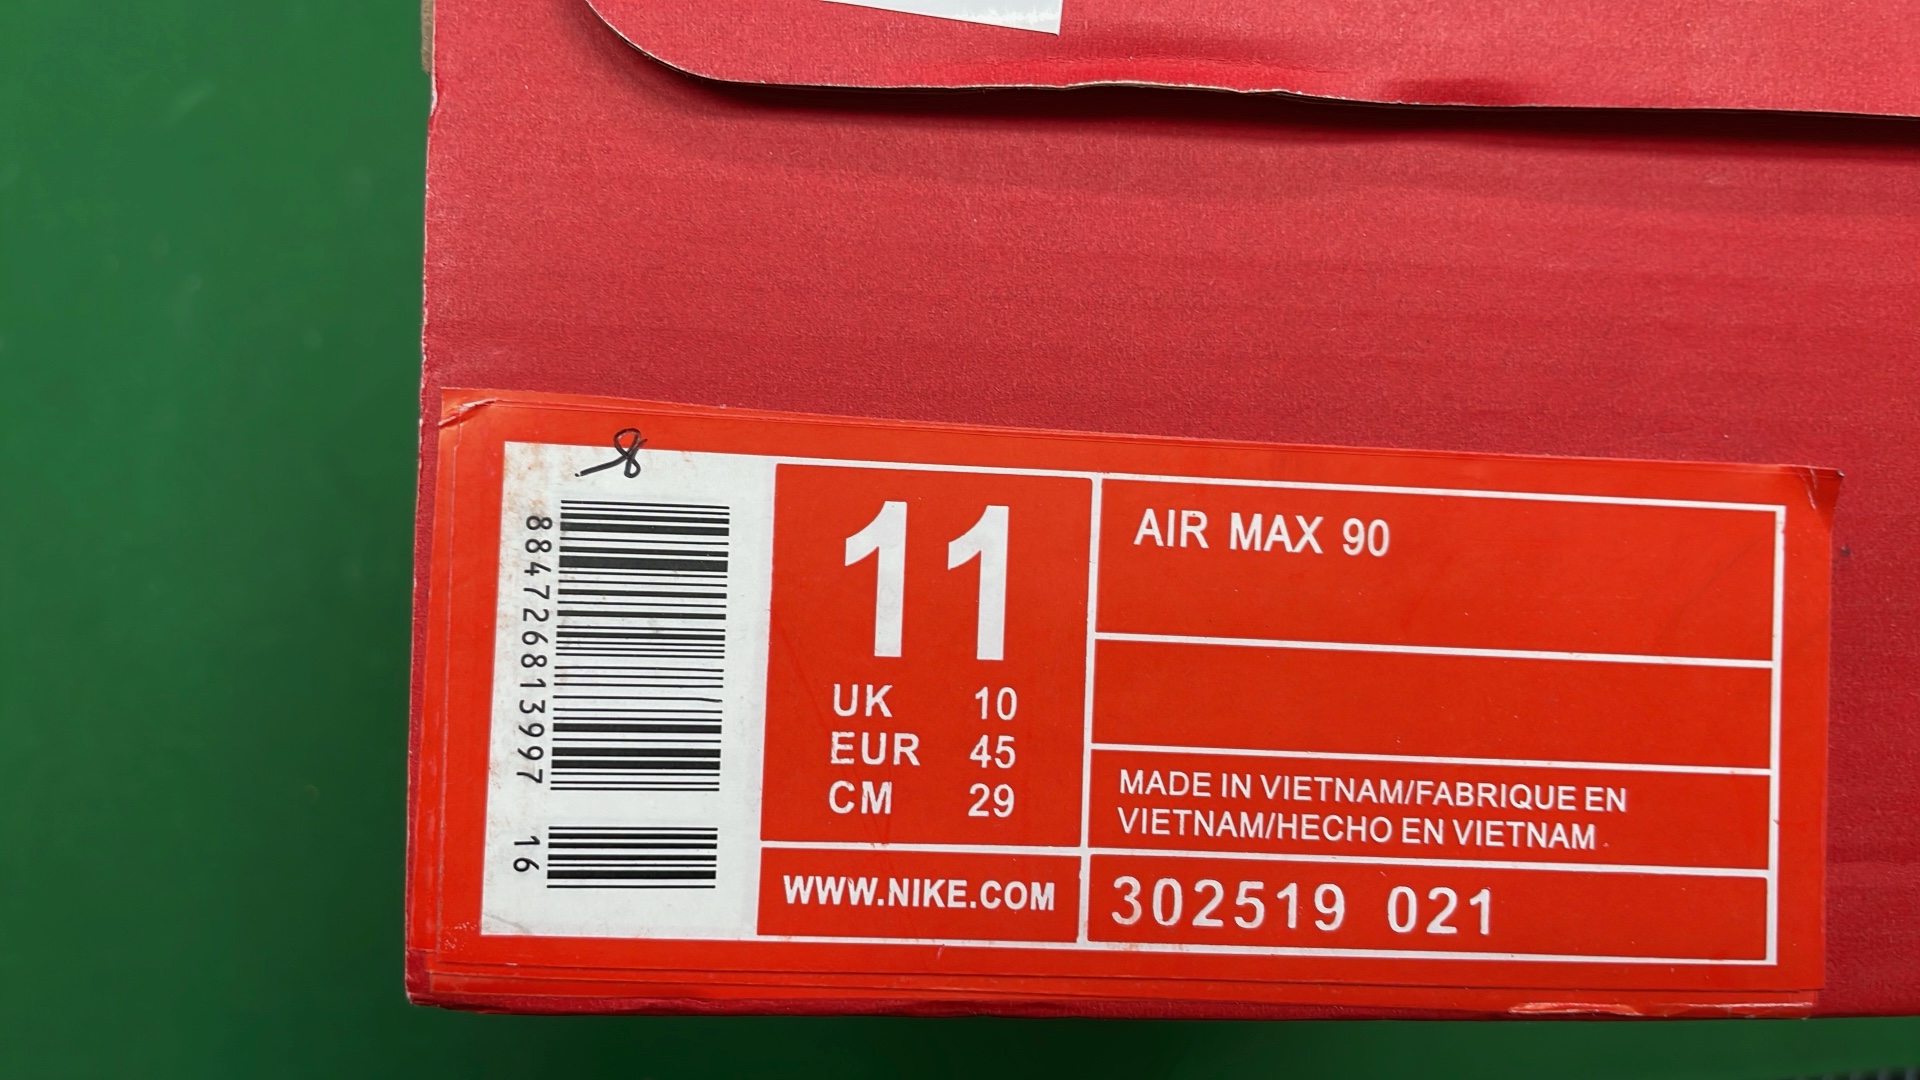 884726813997 16
11
UK 10
EUR 45
CM 29
WWW.NIKE.COM
AIR MAX 90
MADE IN VIETNAM/FABRIQUE EN
VIETNAM/HECHO EN VIETNAM
302519 021